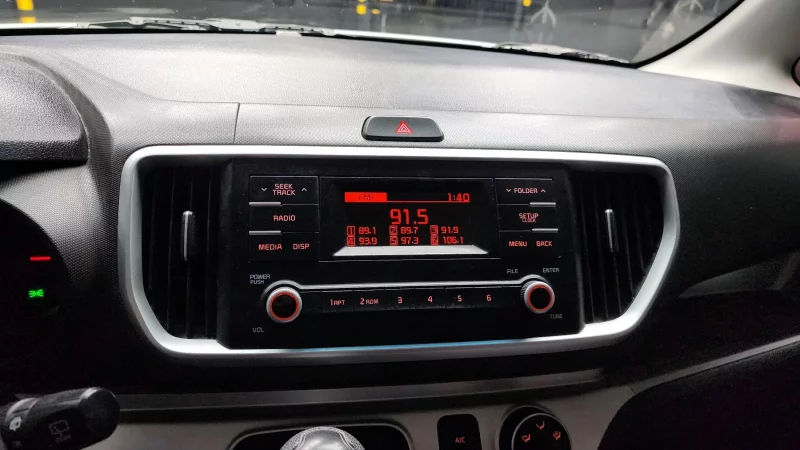 SEEK
TRACK
RADIO
MEDIA DISP
FM 1:40
91.5
1 89.1 2 89.7 3 91.9
4 93.9 5 97.3 6 106.1
FOLDER
SETUP
CLOCK
MENU BACK
POWER
PUSH
VOL
1 RPT 2 RDM 3 4 5 6
FILE ENTER
TUNE
A/C